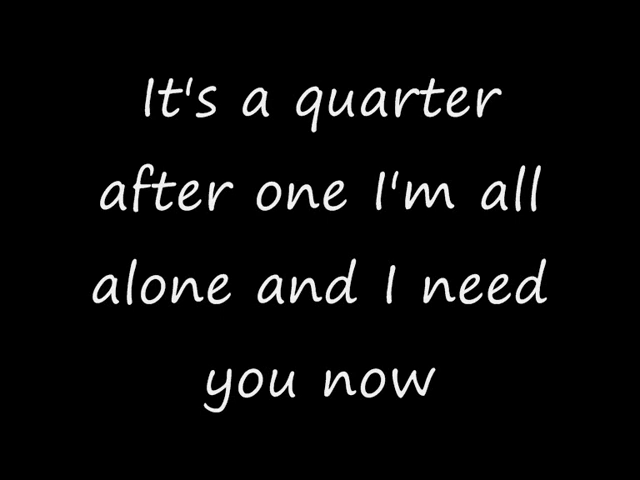 It's a quarter
after one I'm all
alone and I need
you now